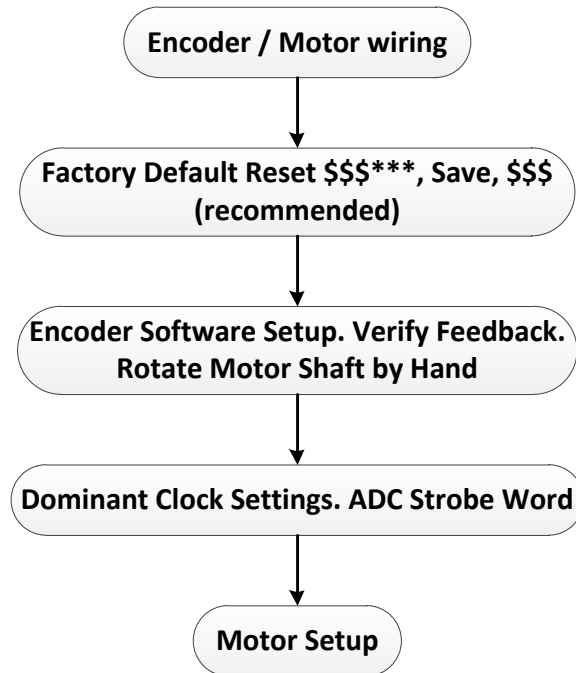 Encoder / Motor wiring
Factory Default Reset $$$***, Save, $$$
(recommended)
Encoder Software Setup. Verify Feedback.
Rotate Motor Shaft by Hand
Dominant Clock Settings. ADC Strobe Word
Motor Setup